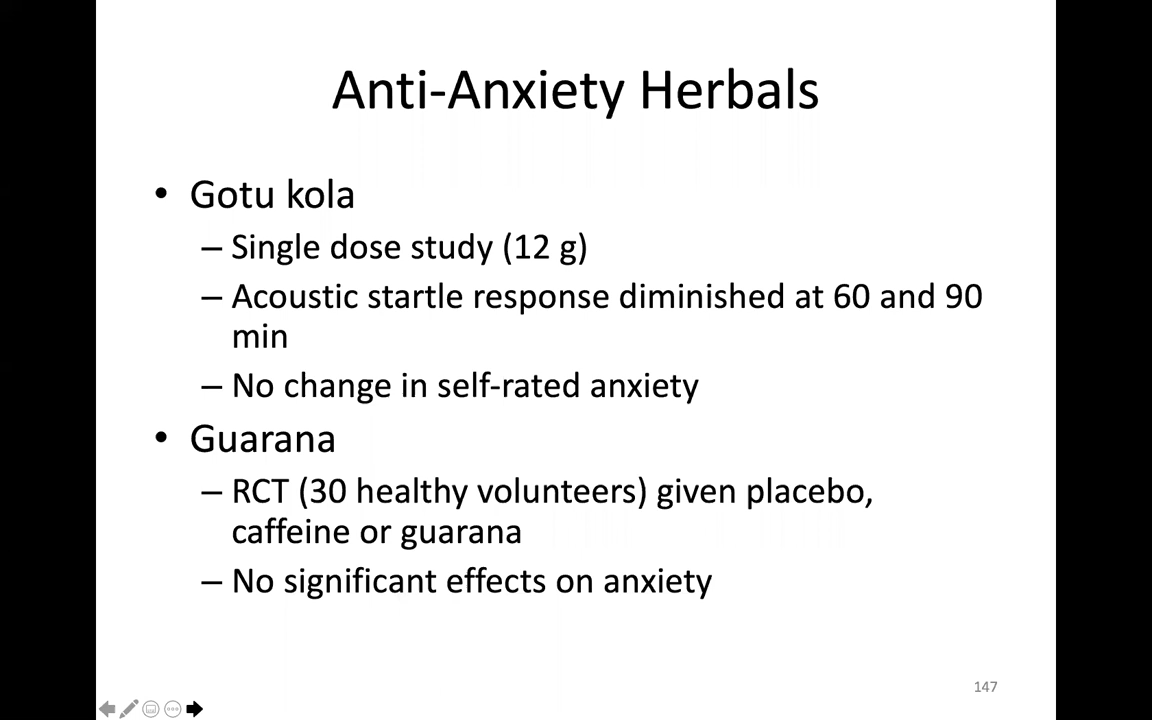 Anti-Anxiety Herbals
• Gotu kola
– Single dose study (12 g)
– Acoustic startle response diminished at 60 and 90
min
– No change in self-rated anxiety
• Guarana
– RCT (30 healthy volunteers) given placebo,
caffeine or guarana
– No significant effects on anxiety
147